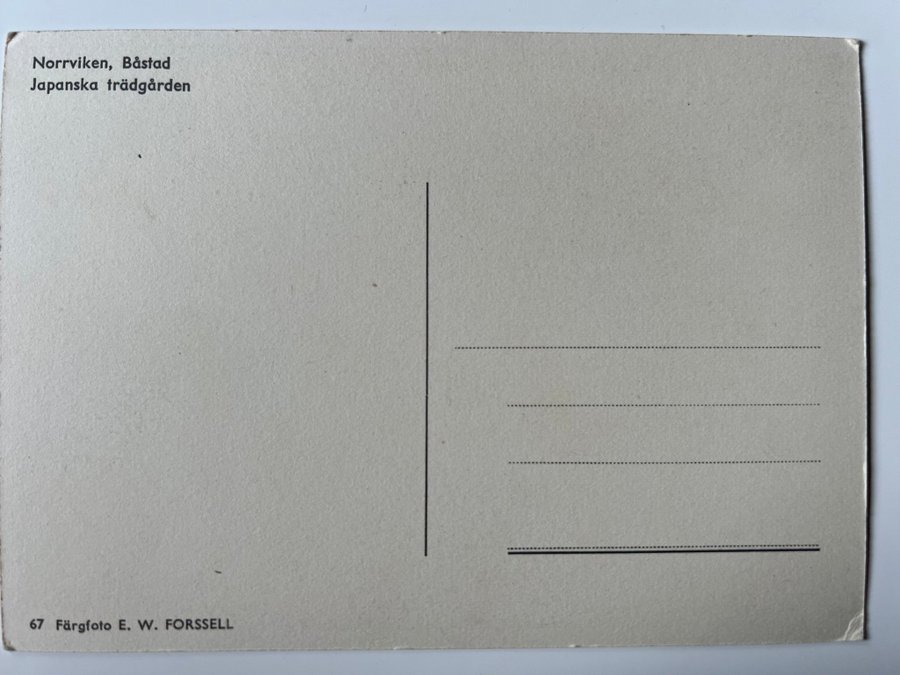 Norrviken, Båstad
Japanska trädgården
67 Färgfoto E. W. FORSSELL